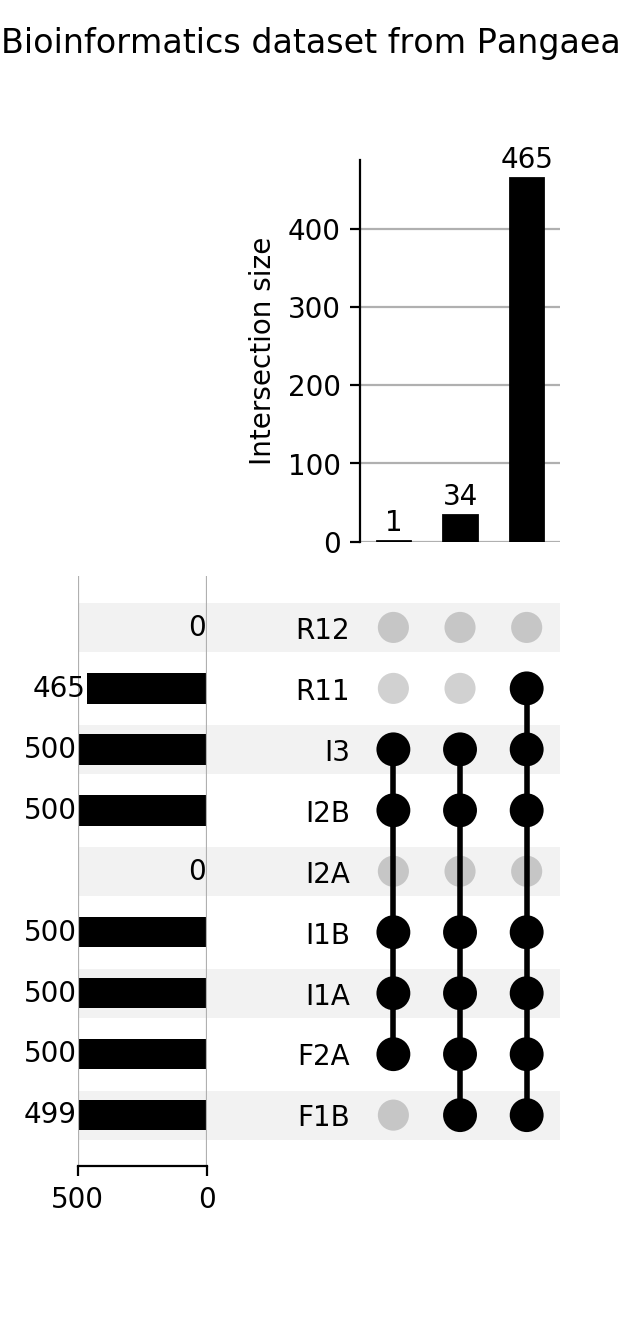 Bioinformatics dataset from Pangaea
465
400
300
200
100
0
Intersection size
34
1
0 R12
465 R11
500 I3
500 I2B
0 I2A
500 I1B
500 I1A
500 F2A
499 F1B
500 0